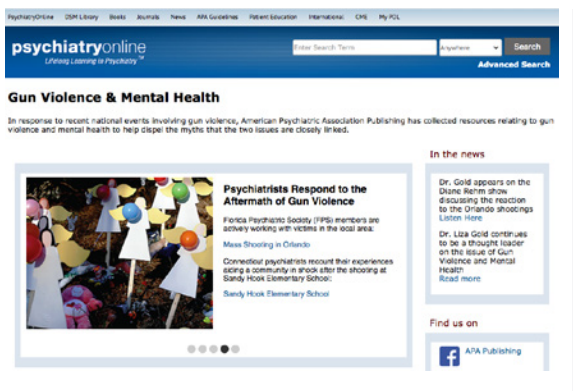 PsychiatryOnline DSM Library Books Journals News APA Guidelines Patient Education International CME My POL
psychiatryonline
Lifelong Learning in Psychiatry ™
Enter Search Term
Anywhere
Search
Advanced Search
Gun Violence & Mental Health
In response to recent national events involving gun violence, American Psychiatric Association Publishing has collected resources relating to gun
violence and mental health to help dispel the myths that the two issues are closely linked.
Psychiatrists Respond to the
Aftermath of Gun Violence
Florida Psychiatric Society (FPS) members are
actively working with victims in the local area:
Mass Shooting in Orlando
Connecticut psychiatrists recount their experiences
aiding a community in shock after the shooting at
Sandy Hook Elementary School:
Sandy Hook Elementary School
In the news
Dr. Gold appears on the
Diane Rehm show
discussing the reaction
to the Orlando shootings
Listen Here
Dr. Liza Gold continues
to be a thought leader
on the issue of Gun
Violence and Mental
Health
Read more
Find us on
f APA Publishing